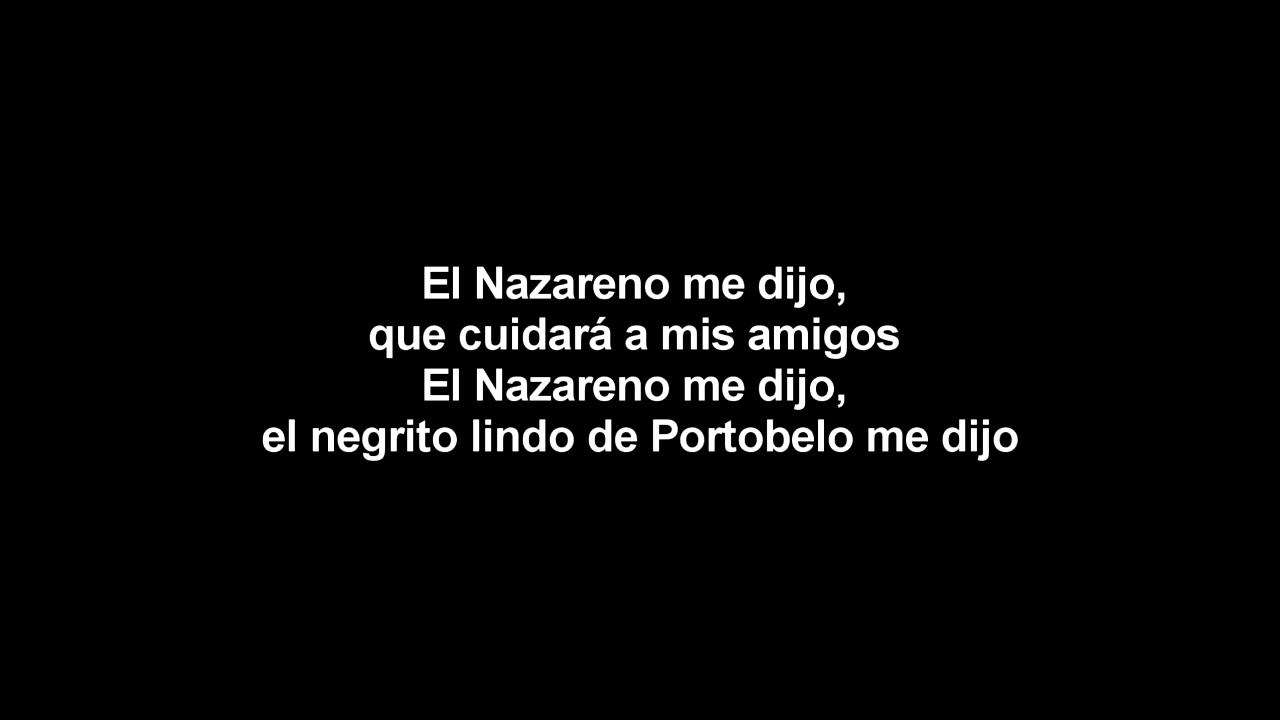 El Nazareno me dijo,
que cuidará a mis amigos
El Nazareno me dijo,
el negrito lindo de Portobelo me dijo